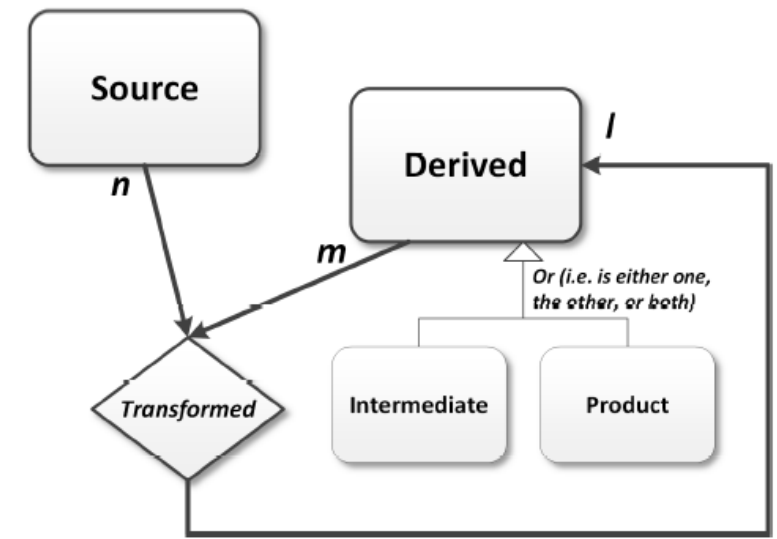 Source
n
Derived
l
m
Or (i.e. is either one,
the other, or both)
Transformed
Intermediate
Product